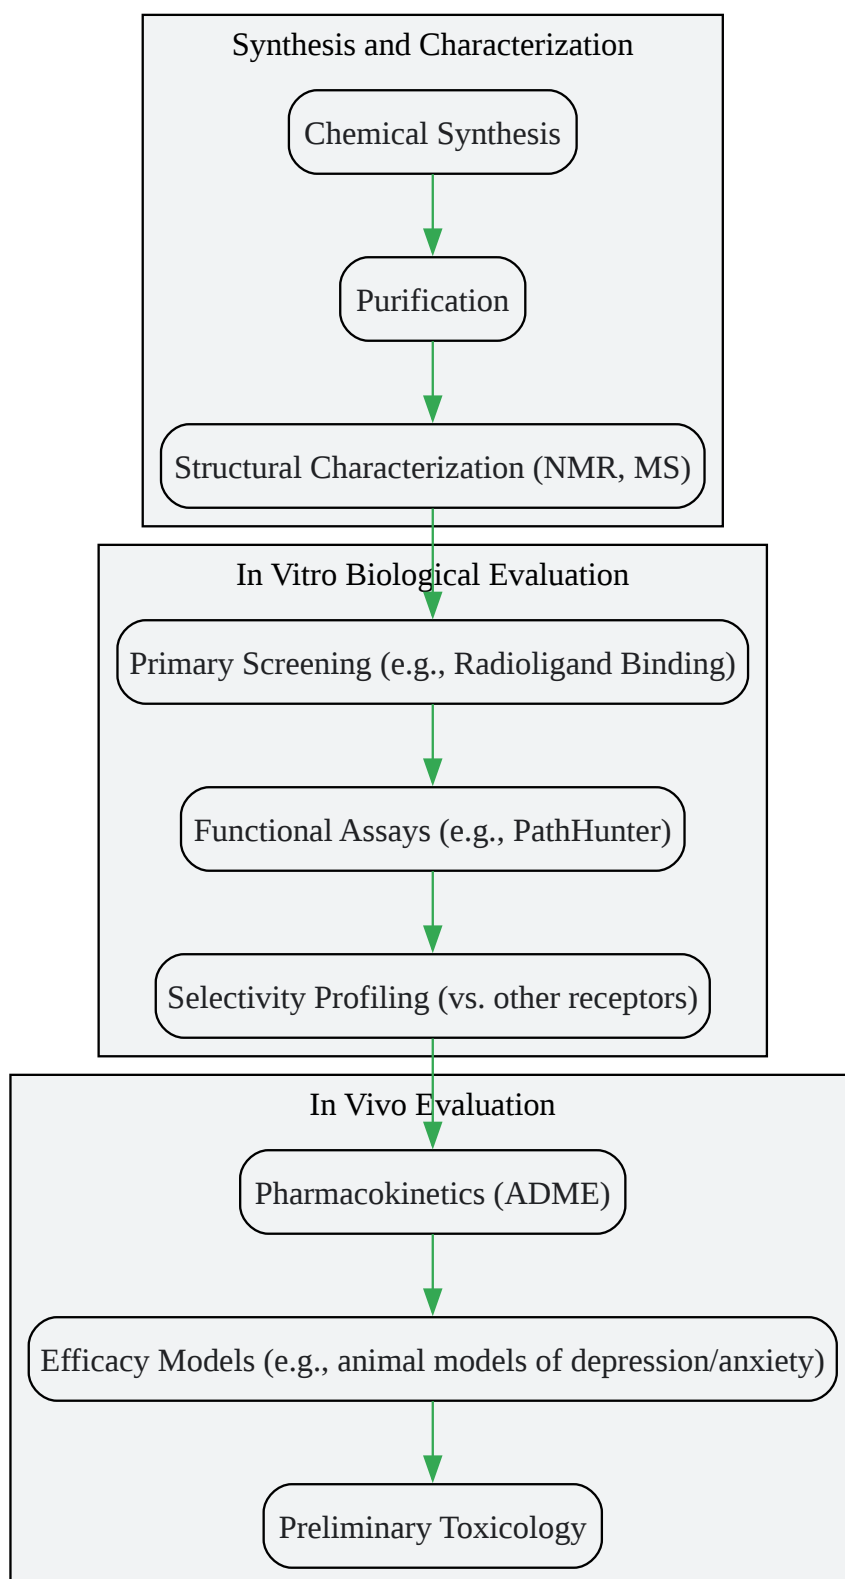 Synthesis and Characterization
Chemical Synthesis
Purification
Structural Characterization (NMR, MS)
In Vitro Biological Evaluation
Primary Screening (e.g., Radioligand Binding)
Functional Assays (e.g., PathHunter)
Selectivity Profiling (vs. other receptors)
In Vivo Evaluation
Pharmacokinetics (ADME)
Efficacy Models (e.g., animal models of depression/anxiety)
Preliminary Toxicology